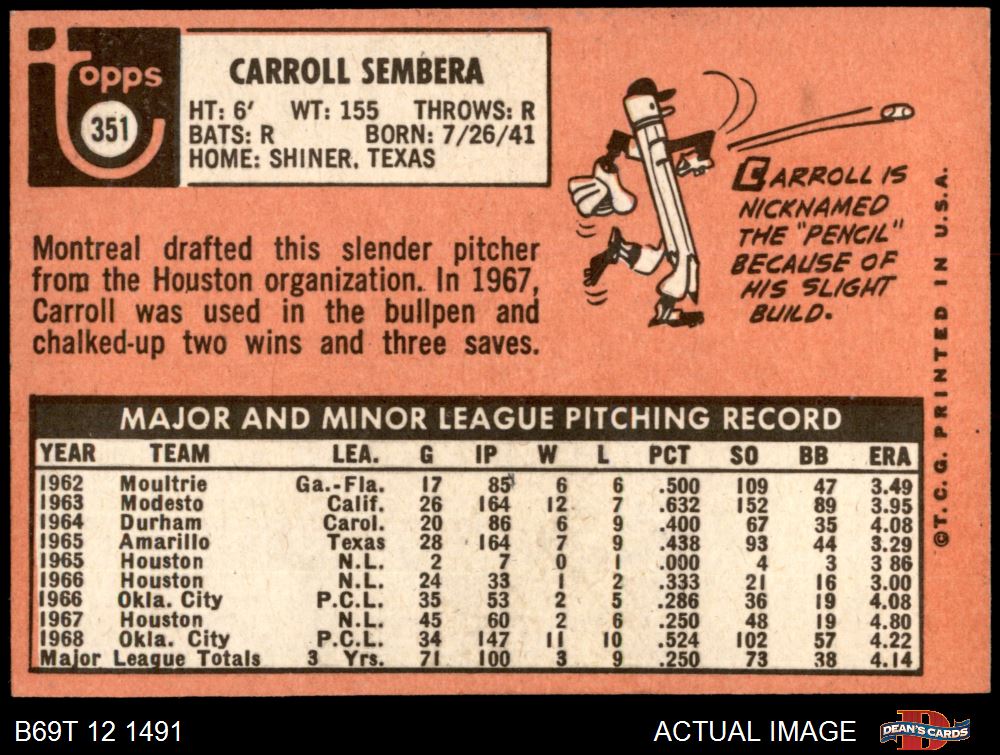 Topps
351
CARROLL SEMBERA
HT: 6' WT: 155 THROWS: R
BATS: R BORN: 7/26/41
HOME: SHINER, TEXAS
Montreal drafted this slender pitcher
from the Houston organization. In 1967,
Carroll was used in the bullpen and
chalked-up two wins and three saves.
CARROLL IS
NICKNAMED
THE "PENCIL"
BECAUSE OF
HIS SLIGHT
BUILD.
©T.C.G. PRINTED IN U.S.A.
MAJOR AND MINOR LEAGUE PITCHING RECORD
YEAR TEAM LEA. G IP W L PCT SO BB ERA
1962 Moultrie Ga.-Fla. 17 85 6 6 .500 109 47 3.49
1963 Modesto Calif. 26 164 12 7 .632 152 89 3.95
1964 Durham Carol. 20 86 6 9 .400 67 35 4.08
1965 Amarillo Texas 28 164 7 9 .438 93 44 3.29
1965 Houston N.L. 2 7 0 1 .000 4 3 3 86
1966 Houston N.L. 24 33 1 2 .333 21 16 3.00
1966 Okla. City P.C.L. 35 53 2 5 .286 36 19 4.08
1967 Houston N.L. 45 60 2 6 .250 48 19 4.80
1968 Okla. City P.C.L. 34 147 11 10 .524 102 57 4.22
Major League Totals 3 Yrs. 71 100 3 9 .250 73 38 4.14
B69T 12 1491
ACTUAL IMAGE
DEAN'S CARDS